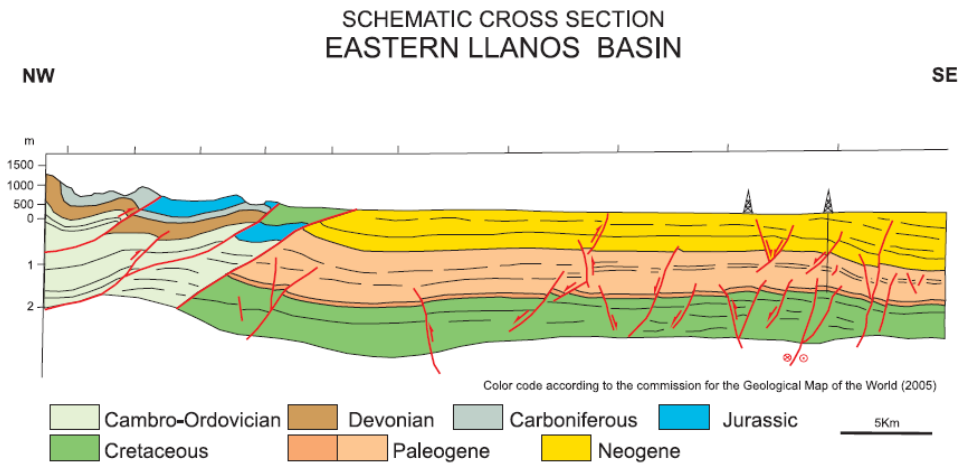 SCHEMATIC CROSS SECTION
EASTERN LLANOS BASIN
NW
SE
m
1500
1000
500
0
1
2
Color code according to the commission for the Geological Map of the World (2005)
Cambro-Ordovician Devonian Carboniferous Jurassic
Cretaceous Paleogene Neogene
5Km